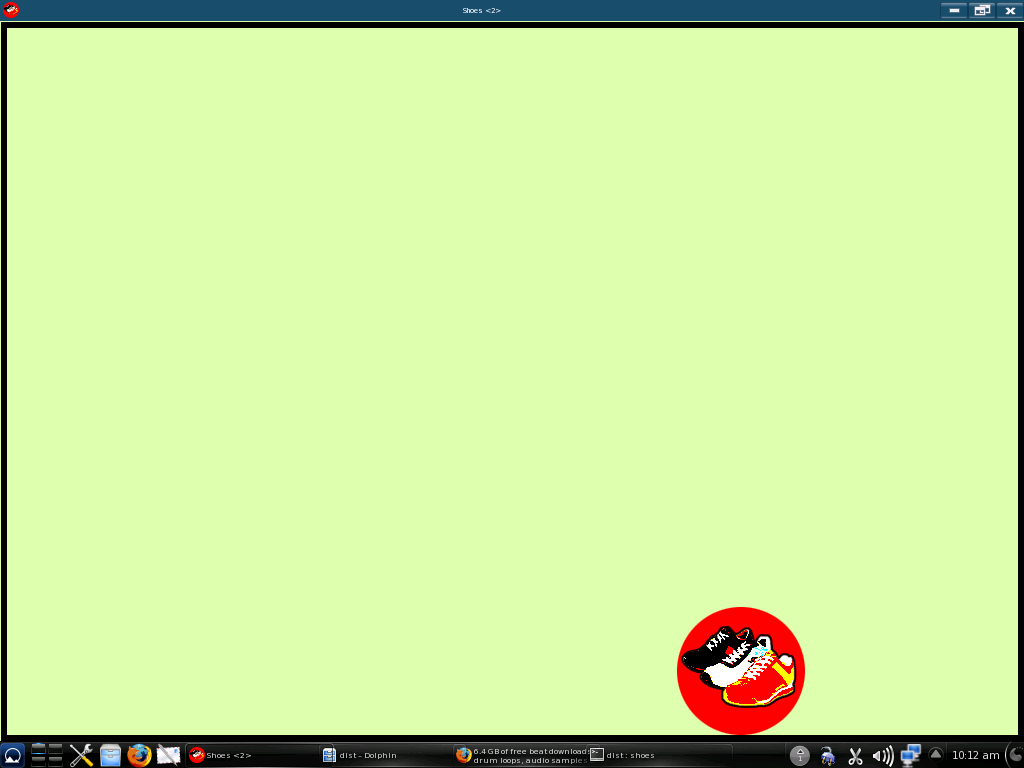 Shoes <2>
Shoes <2>
dist – Dolphin
6.4 GB of free beat download
drum loops, audio samples
dist : shoes
10:12 am